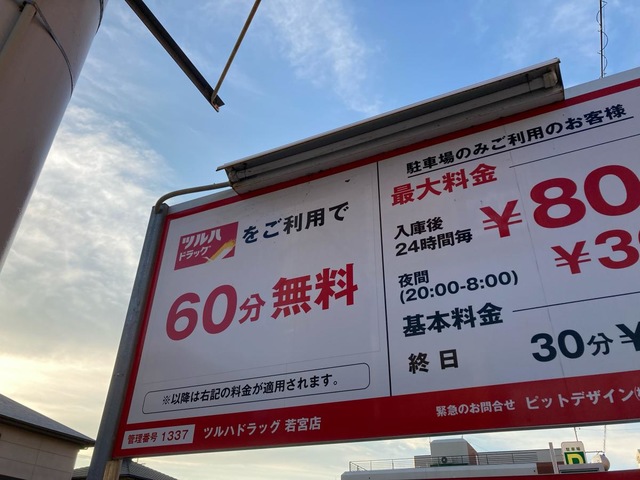 ツルハ
ドラッグ
をご利用で
60分無料
※以降は右記の料金が適用されます。
管理番号 1337
ツルハドラッグ 若宮店
駐車場のみご利用のお客様
最大料金
入庫後
24時間毎
¥80
夜間
(20:00-8:00)
¥3
基本料金
終日
30分¥
緊急のお問合せ ビットデザイン㈱
P